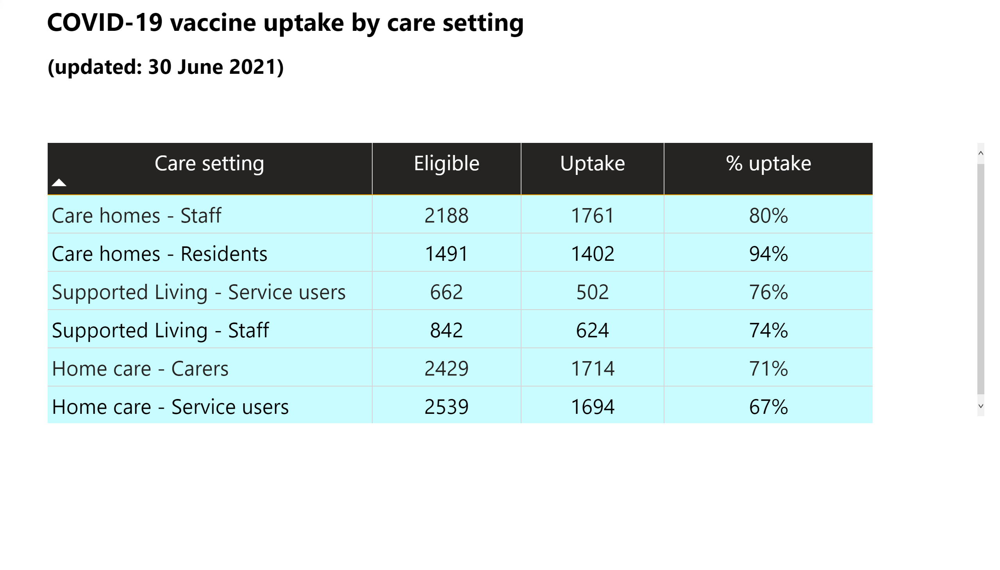 COVID-19 vaccine uptake by care setting
(updated: 30 June 2021)
Care setting Eligible Uptake % uptake
Care homes - Staff 2188 1761 80%
Care homes - Residents 1491 1402 94%
Supported Living - Service users 662 502 76%
Supported Living - Staff 842 624 74%
Home care - Carers 2429 1714 71%
Home care - Service users 2539 1694 67%